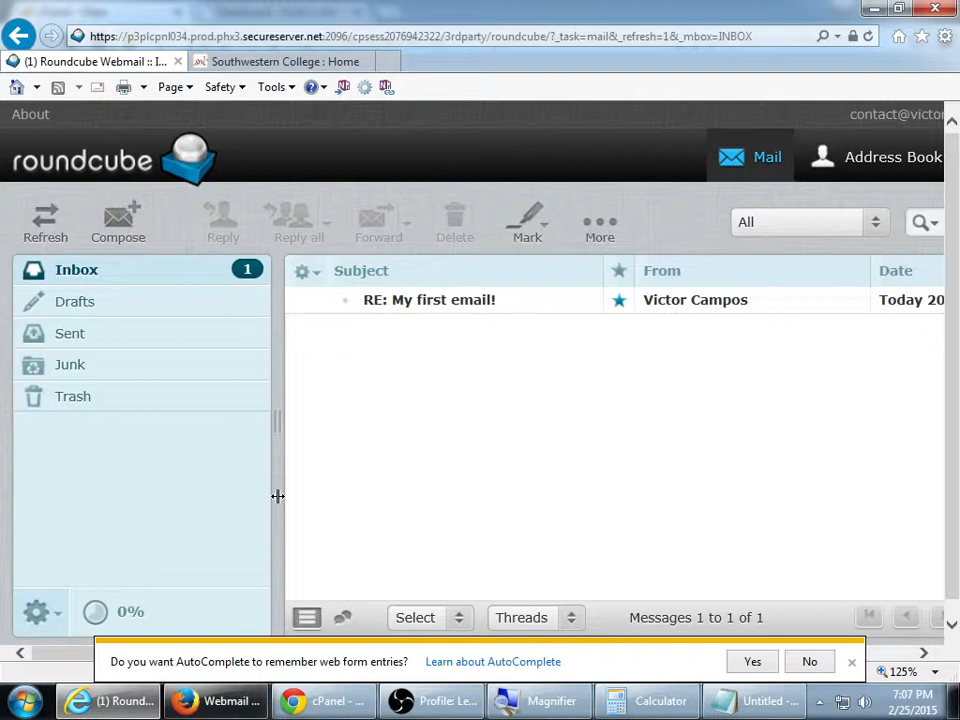 https://p3plcpnl034.prod.phx3.secureserver.net:2096/cpsess2076942322/3rdparty/roundcube/?_task=mail&_refresh=1&_mbox=INBOX
(1) Roundcube Webmail :: I...
Southwestern College : Home
Page
Safety
Tools
About
contact@victor
roundcube
Mail
Address Book
Refresh
Compose
Reply
Reply all
Forward
Delete
Mark
More
All
Inbox
1
Subject
From
Date
RE: My first email!
Victor Campos
Today 20
Drafts
Sent
Junk
Trash
0%
Select
Threads
Messages 1 to 1 of 1
Do you want AutoComplete to remember web form entries?
Learn about AutoComplete
Yes
No
125%
(1) Round...
Webmail ...
cPanel - ...
Profile: Le...
Magnifier
Calculator
Untitled -...
7:07 PM
2/25/2015